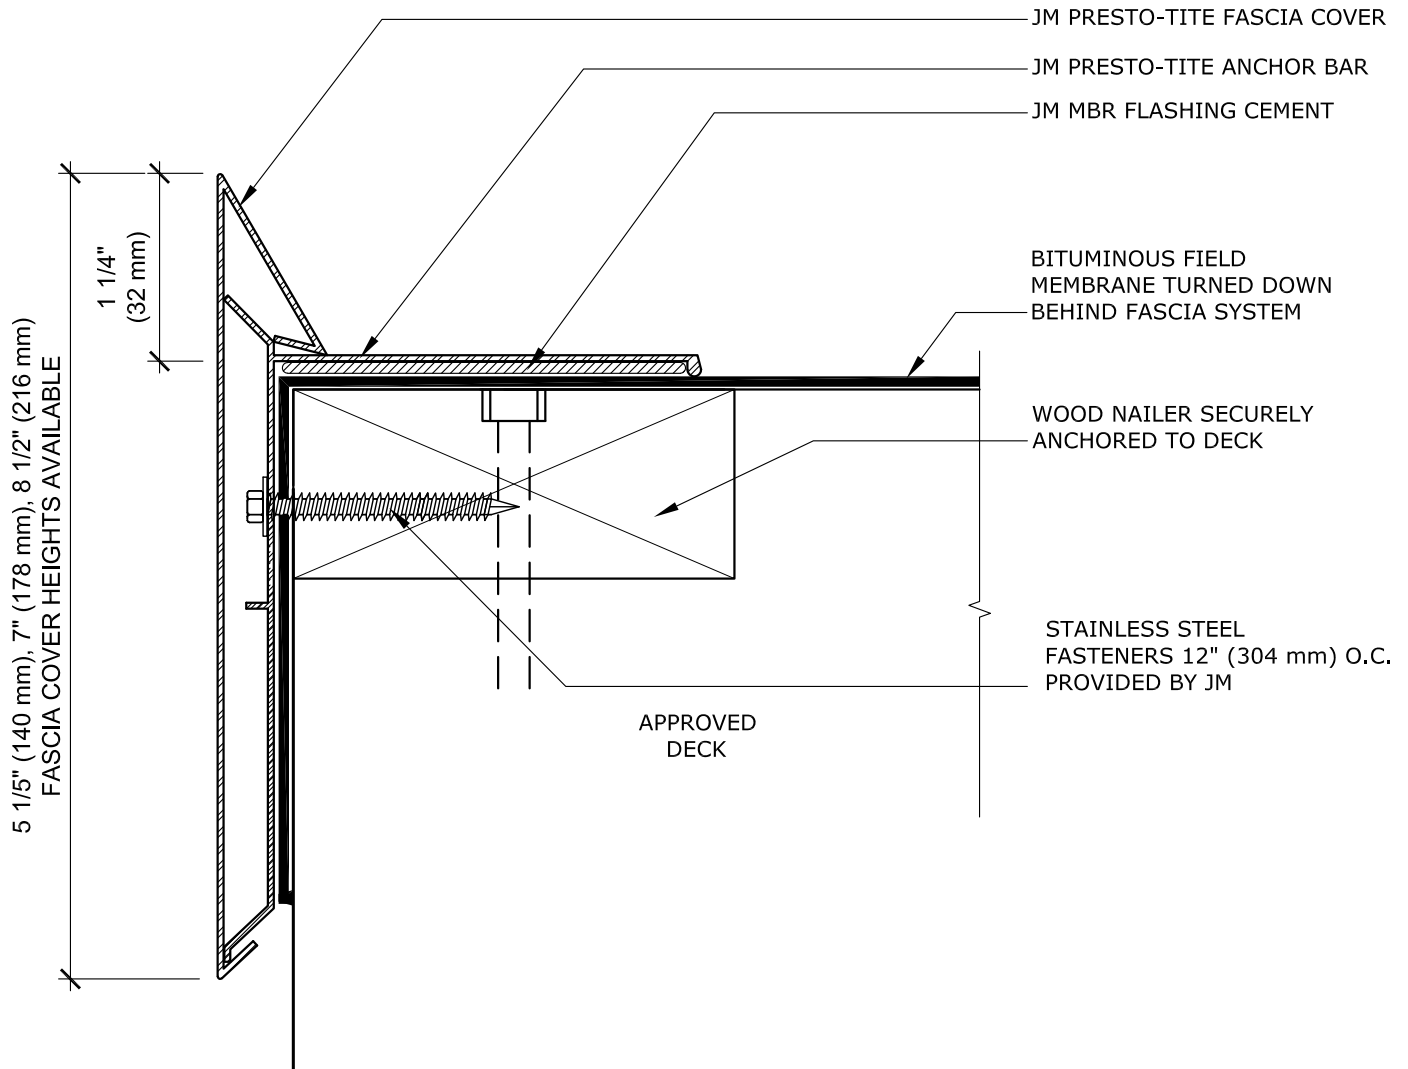 JM PRESTO-TITE FASCIA COVER
JM PRESTO-TITE ANCHOR BAR
JM MBR FLASHING CEMENT
BITUMINOUS FIELD
MEMBRANE TURNED DOWN
BEHIND FASCIA SYSTEM
WOOD NAILER SECURELY
ANCHORED TO DECK
STAINLESS STEEL
FASTENERS 12" (304 mm) O.C.
PROVIDED BY JM
APPROVED
DECK
1 1/4"
(32 mm)
5 1/5" (140 mm), 7" (178 mm), 8 1/2" (216 mm)
FASCIA COVER HEIGHTS AVAILABLE